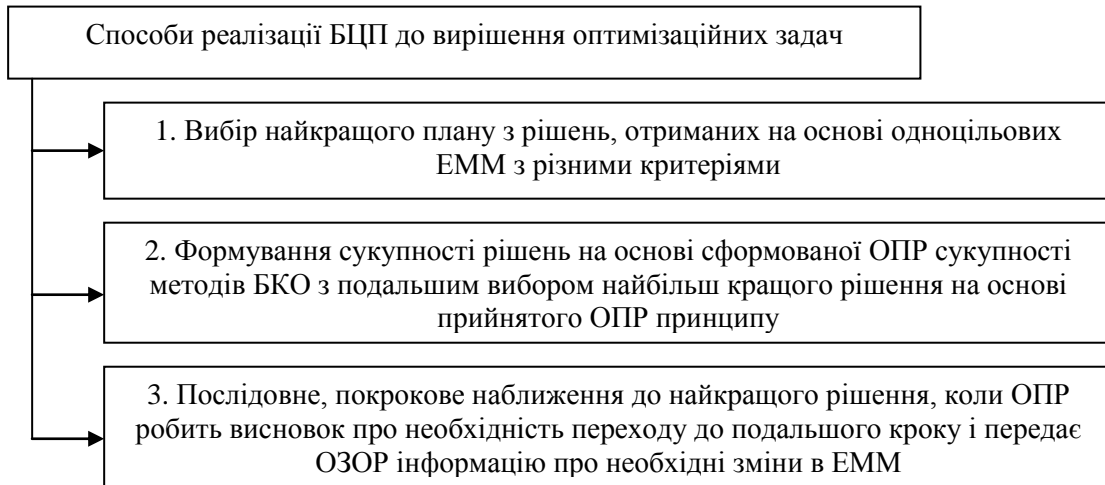 Способи реалізації БЦП до вирішення оптимізаційних задач
1. Вибір найкращого плану з рішень, отриманих на основі одноцільових
ЕММ з різними критеріями
2. Формування сукупності рішень на основі сформованої ОПР сукупності
методів БКО з подальшим вибором найбільш кращого рішення на основі
прийнятого ОПР принципу
3. Послідовне, покрокове наближення до найкращого рішення, коли ОПР
робить висновок про необхідність переходу до подальшого кроку і передає
ОЗОР інформацію про необхідні зміни в ЕММ